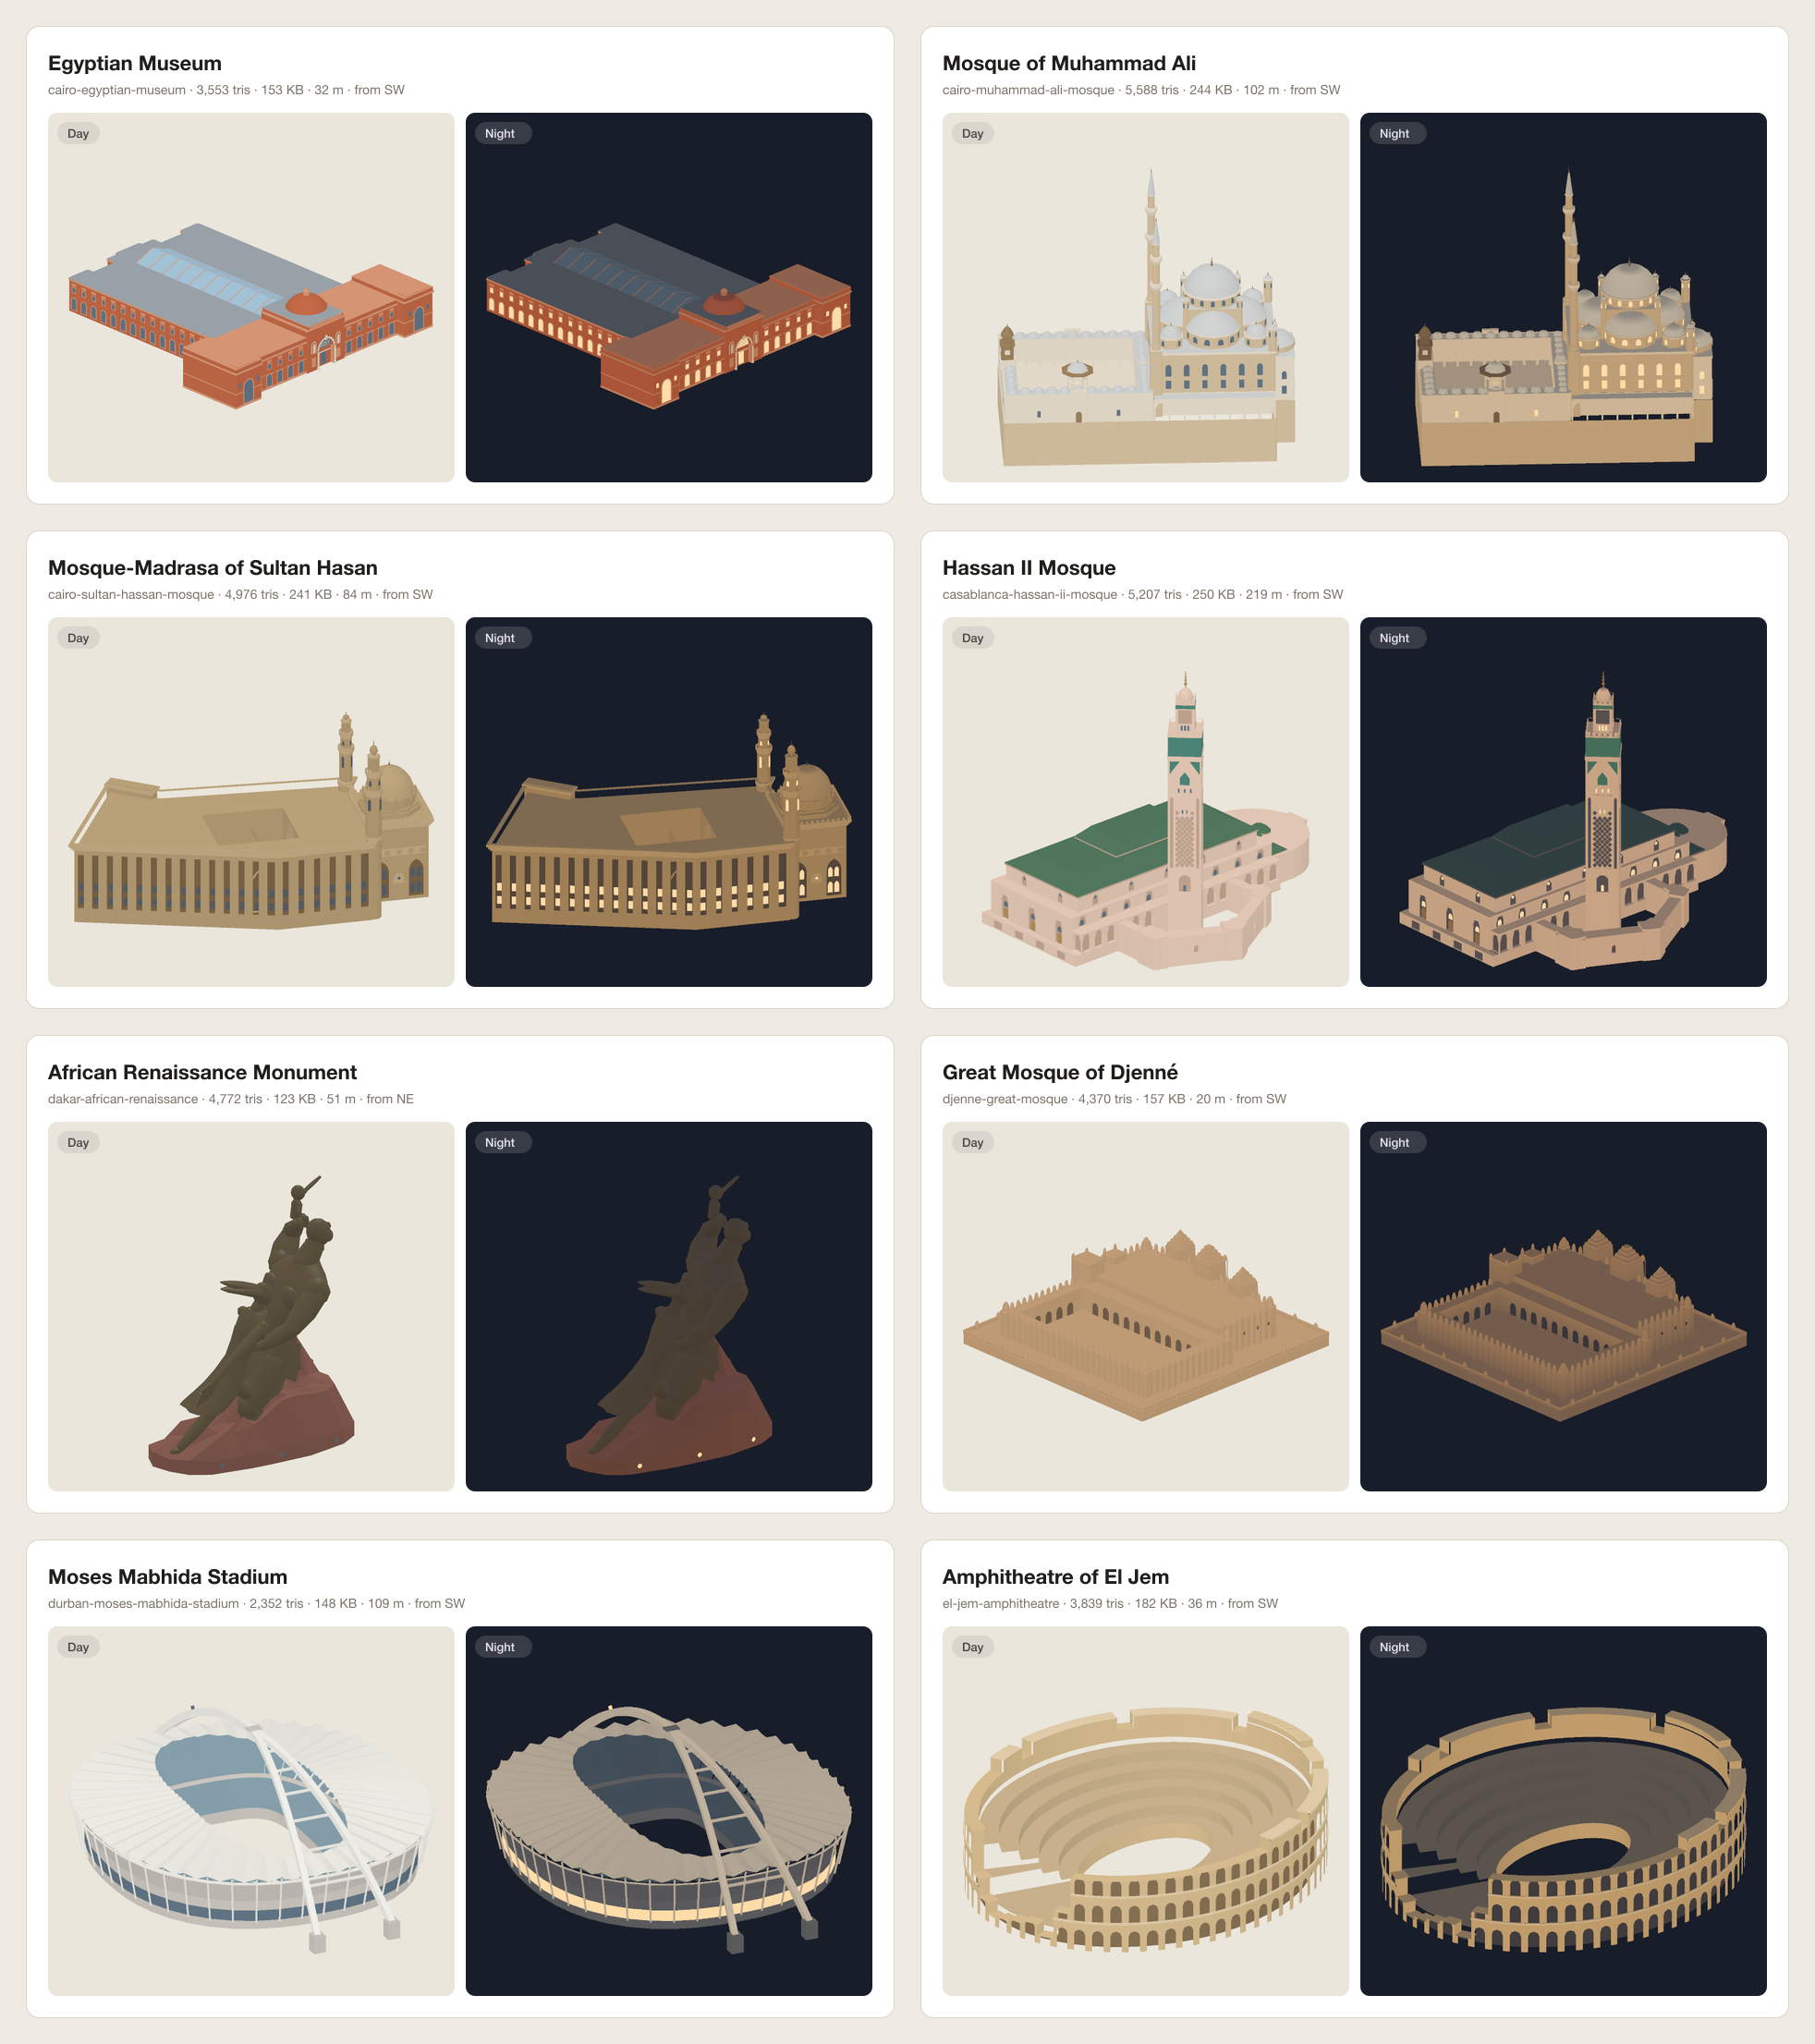 Egyptian Museum
cairo-egyptian-museum · 3,553 tris · 153 KB · 32 m · from SW
Day
Night
Mosque of Muhammad Ali
cairo-muhammad-ali-mosque · 5,588 tris · 244 KB · 102 m · from SW
Day
Night
Mosque-Madrasa of Sultan Hasan
cairo-sultan-hassan-mosque · 4,976 tris · 241 KB · 84 m · from SW
Day
Night
Hassan II Mosque
casablanca-hassan-ii-mosque · 5,207 tris · 250 KB · 219 m · from SW
Day
Night
African Renaissance Monument
dakar-african-renaissance · 4,772 tris · 123 KB · 51 m · from NE
Day
Night
Great Mosque of Djenné
djenne-great-mosque · 4,370 tris · 157 KB · 20 m · from SW
Day
Night
Moses Mabhida Stadium
durban-moses-mabhida-stadium · 2,352 tris · 148 KB · 109 m · from SW
Day
Night
Amphitheatre of El Jem
el-jem-amphitheatre · 3,839 tris · 182 KB · 36 m · from SW
Day
Night